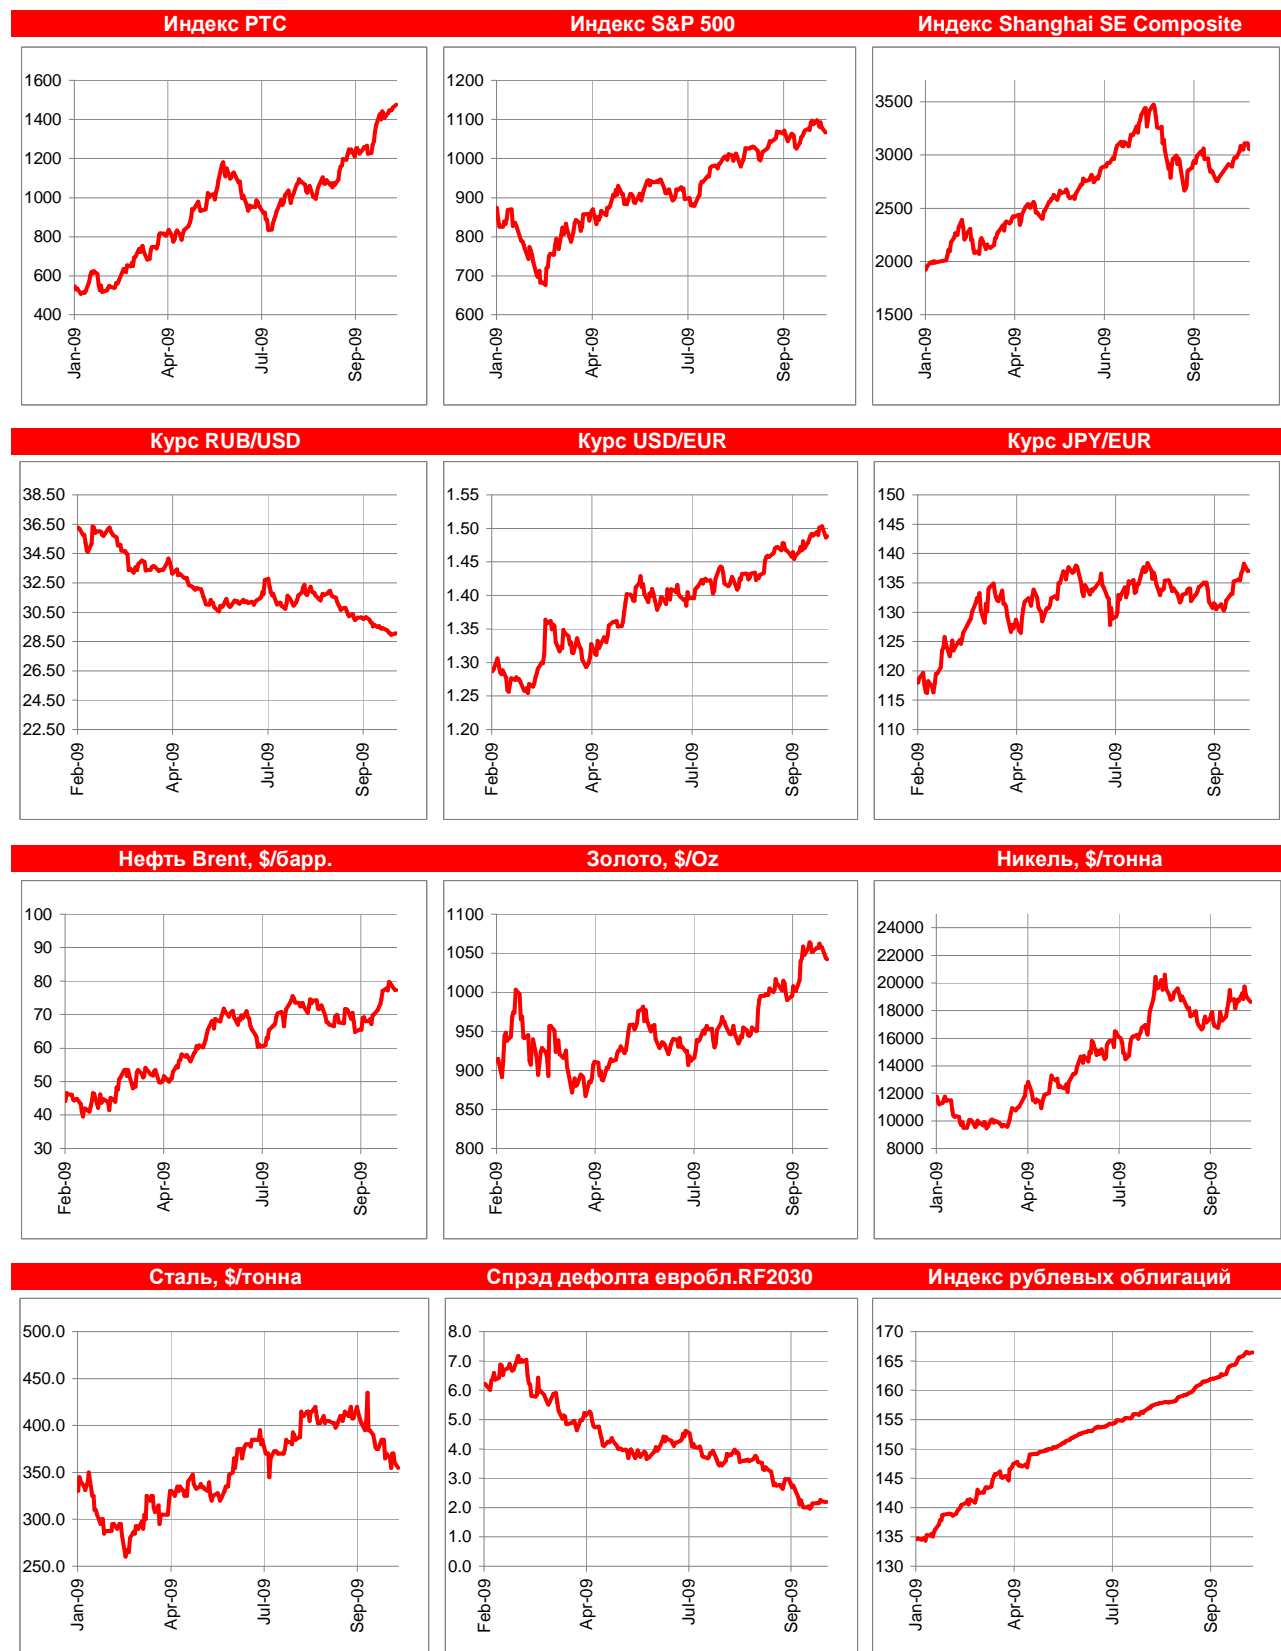 Индекс РТС
1600
1400
1200
1000
800
600
400
Jan-09
Apr-09
Jul-09
Sep-09
Индекс S&P 500
1200
1100
1000
900
800
700
600
Jan-09
Apr-09
Jul-09
Sep-09
Индекс Shanghai SE Composite
3500
3000
2500
2000
1500
Jan-09
Apr-09
Jun-09
Sep-09
Курс RUB/USD
38.50
36.50
34.50
32.50
30.50
28.50
26.50
24.50
22.50
Feb-09
Apr-09
Jul-09
Sep-09
Курс USD/EUR
1.55
1.50
1.45
1.40
1.35
1.30
1.25
1.20
Feb-09
Apr-09
Jul-09
Sep-09
Курс JPY/EUR
150
145
140
135
130
125
120
115
110
Feb-09
Apr-09
Jul-09
Sep-09
Нефть Brent, $/барр.
100
90
80
70
60
50
40
30
Feb-09
Apr-09
Jul-09
Sep-09
Золото, $/Oz
1100
1050
1000
950
900
850
800
Feb-09
Apr-09
Jul-09
Sep-09
Никель, $/тонна
24000
22000
20000
18000
16000
14000
12000
10000
8000
Jan-09
Apr-09
Jul-09
Sep-09
Сталь, $/тонна
500.0
450.0
400.0
350.0
300.0
250.0
Jan-09
Apr-09
Jul-09
Sep-09
Спрэд дефолта евробл.RF2030
8.0
7.0
6.0
5.0
4.0
3.0
2.0
1.0
0.0
Feb-09
Apr-09
Jul-09
Sep-09
Индекс рублевых облигаций
170
165
160
155
150
145
140
135
130
Jan-09
Apr-09
Jul-09
Sep-09